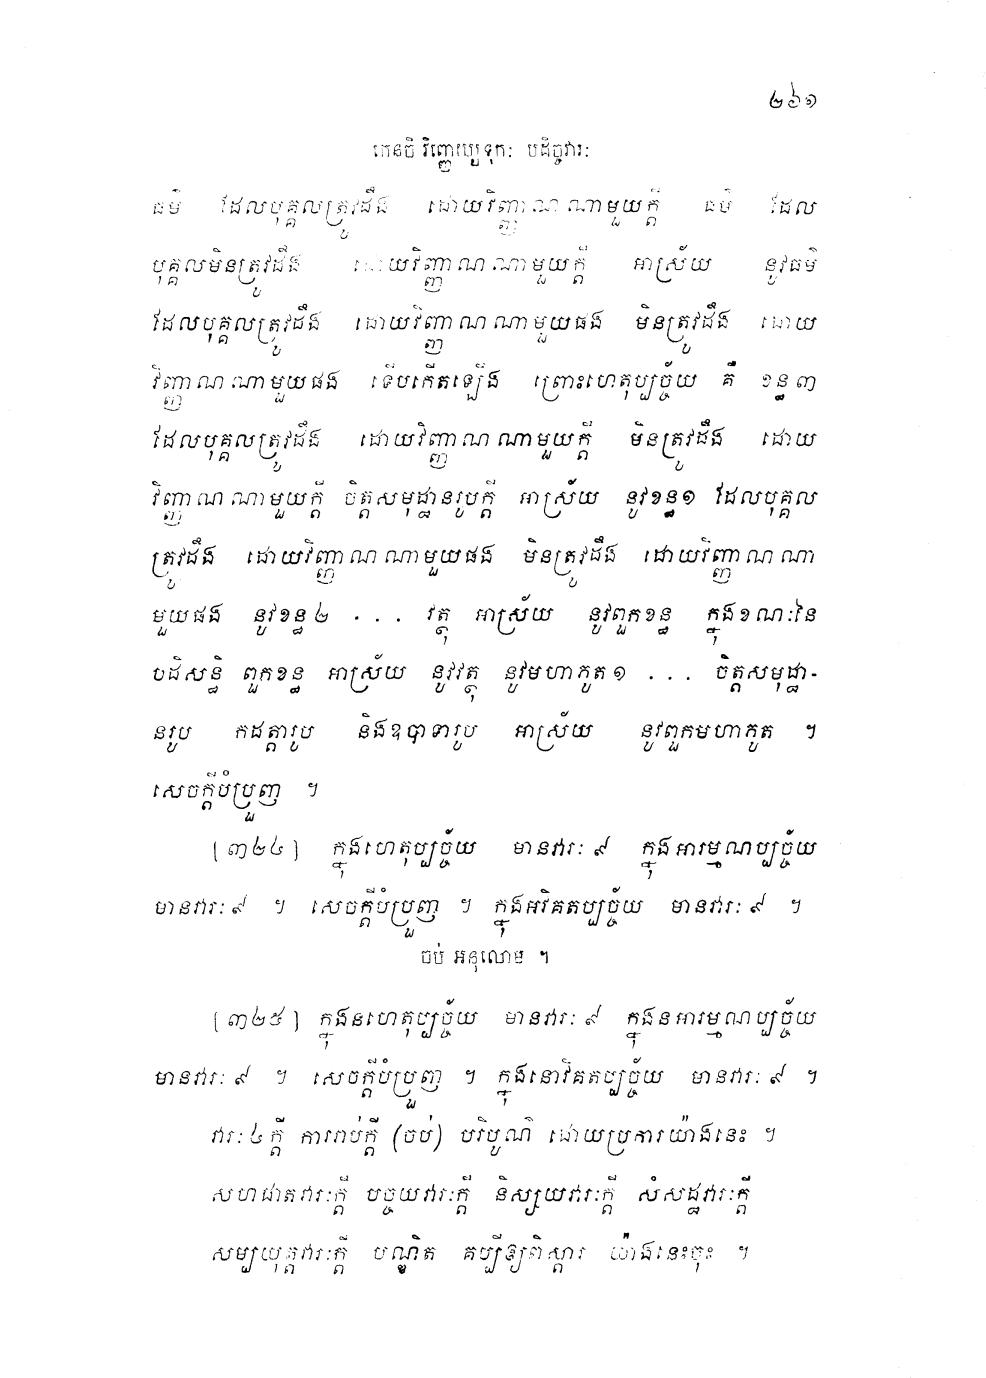 ២៦១
កេនចិ វិញ្ញេយ្យទុក: បដិច្ចវារ:
ធម៌ ដែលបុគ្គលត្រូវដឹង ដោយវិញ្ញាណណាមួយក្តី ធម៌ ដែល
បុគ្គលមិនត្រូវដឹង ដោយវិញ្ញាណណាមួយក្តី អាស្រ័យ នូវធម៌
ដែលបុគ្គលត្រូវដឹង ដោយវិញ្ញាណណាមួយផង មិនត្រូវដឹង ដោយ
វិញ្ញាណណាមួយផង ទើបកើតឡើង ព្រោះហេតុប្បច្ច័យ គឺ ខន្ធ៣
ដែលបុគ្គលត្រូវដឹង ដោយវិញ្ញាណណាមួយក្តី មិនត្រូវដឹង ដោយ
វិញ្ញាណណាមួយក្តី ចិត្តសមុដ្ឋានរូបក្តី អាស្រ័យ នូវខន្ធ១ ដែលបុគ្គល
ត្រូវដឹង ដោយវិញ្ញាណណាមួយផង មិនត្រូវដឹង ដោយវិញ្ញាណណា
មួយផង នូវខន្ធ២ ... វត្ថុ អាស្រ័យ នូវពួកខន្ធ ក្នុងខណៈនៃ
បដិសន្ធិ ពួកខន្ធ អាស្រ័យ នូវវត្ថុ នូវមហាភូត១ ... ចិត្តសមុដ្ឋា-
នរូប កដត្តារូប និងឧបាទារូប អាស្រ័យ នូវពួកមហាភូត ។
សេចក្តីបំប្រួញ ។
[៣២៤] ក្នុងហេតុប្បច្ច័យ មានវារៈ ៩ ក្នុងអារម្មណប្បច្ច័យ
មានវារៈ ៩ ។ សេចក្តីបំប្រួញ ។ ក្នុងអវិគតប្បច្ច័យ មានវារៈ ៩ ។
ចប់ អនុលោម ។
[៣២៥] ក្នុងនហេតុប្បច្ច័យ មានវារៈ ៩ ក្នុងនអារម្មណប្បច្ច័យ
មានវារៈ ៩ ។ សេចក្តីបំប្រួញ ។ ក្នុងនោវិគតប្បច្ច័យ មានវារៈ ៩ ។
វារៈ៤ក្តី ការរាប់ក្តី (ចប់) បរិបូណ៌ ដោយប្រការយ៉ាងនេះ ។
សហជាតវារៈក្តី បច្ចយវារៈក្តី និស្សយវារៈក្តី សំសដ្ឋវារៈក្តី
សម្បយុត្តវារៈក្តី បណ្ឌិត គប្បីឲ្យពិស្តារ យ៉ាងនេះចុះ ។